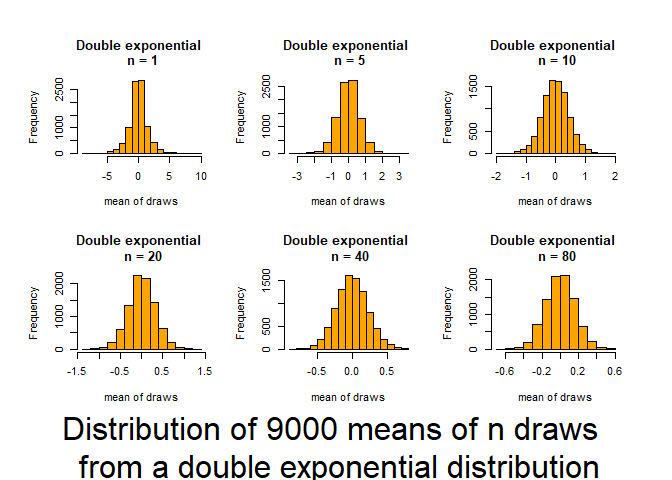 Double exponential
n = 1
Frequency
0
1000
2500
-5
0
5
10
mean of draws
Double exponential
n = 5
Frequency
0
1000
2500
-3
-1
0
1
2
3
mean of draws
Double exponential
n = 10
Frequency
0
500
1500
-2
-1
0
1
2
mean of draws
Double exponential
n = 20
Frequency
0
1000
2000
-1.5
-0.5
0.5
1.5
mean of draws
Double exponential
n = 40
Frequency
0
500
1500
-0.5
0.0
0.5
mean of draws
Double exponential
n = 80
Frequency
0
1000
2000
-0.6
-0.2
0.2
0.6
mean of draws
Distribution of 9000 means of n draws
from a double exponential distribution